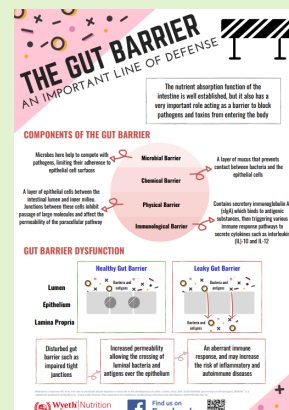 THE GUT BARRIER
AN IMPORTANT LINE OF DEFENSE
The nutrient absorption function of the
intestine is well established, but it also has a
very important role acting as a barrier to block
pathogens and toxins from entering the body
COMPONENTS OF THE GUT BARRIER
Microbes here help to compete with
pathogens, limiting their adherence to
epithelial cell surfaces
Microbial Barrier
A layer of mucus that prevents
contact between bacteria and the
epithelial cells
Chemical Barrier
A layer of epithelial cells between the
intestinal lumen and inner milieu.
Junctions between these cells inhibit
passage of large molecules and affect the
permeability of the paracellular pathway
Physical Barrier
Contains secretory immunoglobulin A
(sIgA) which binds to antigenic
substances, then triggering various
immune response pathways to
secrete cytokines such as interleukin
(IL)-10 and IL-12
Immunological Barrier
GUT BARRIER DYSFUNCTION
Healthy Gut Barrier
Leaky Gut Barrier
Lumen
Bacteria and
antigens
Bacteria and
antigens
Epithelium
Lamina Propria
Bacteria and
antigens
Disturbed gut
barrier such as
impaired tight
junctions
Increased permeability
allowing the crossing of
luminal bacteria and
antigens over the epithelium
An aberrant immune
response, and may increase
the risk of inflammatory and
autoimmune diseases
Wyeth Nutrition
Find us on